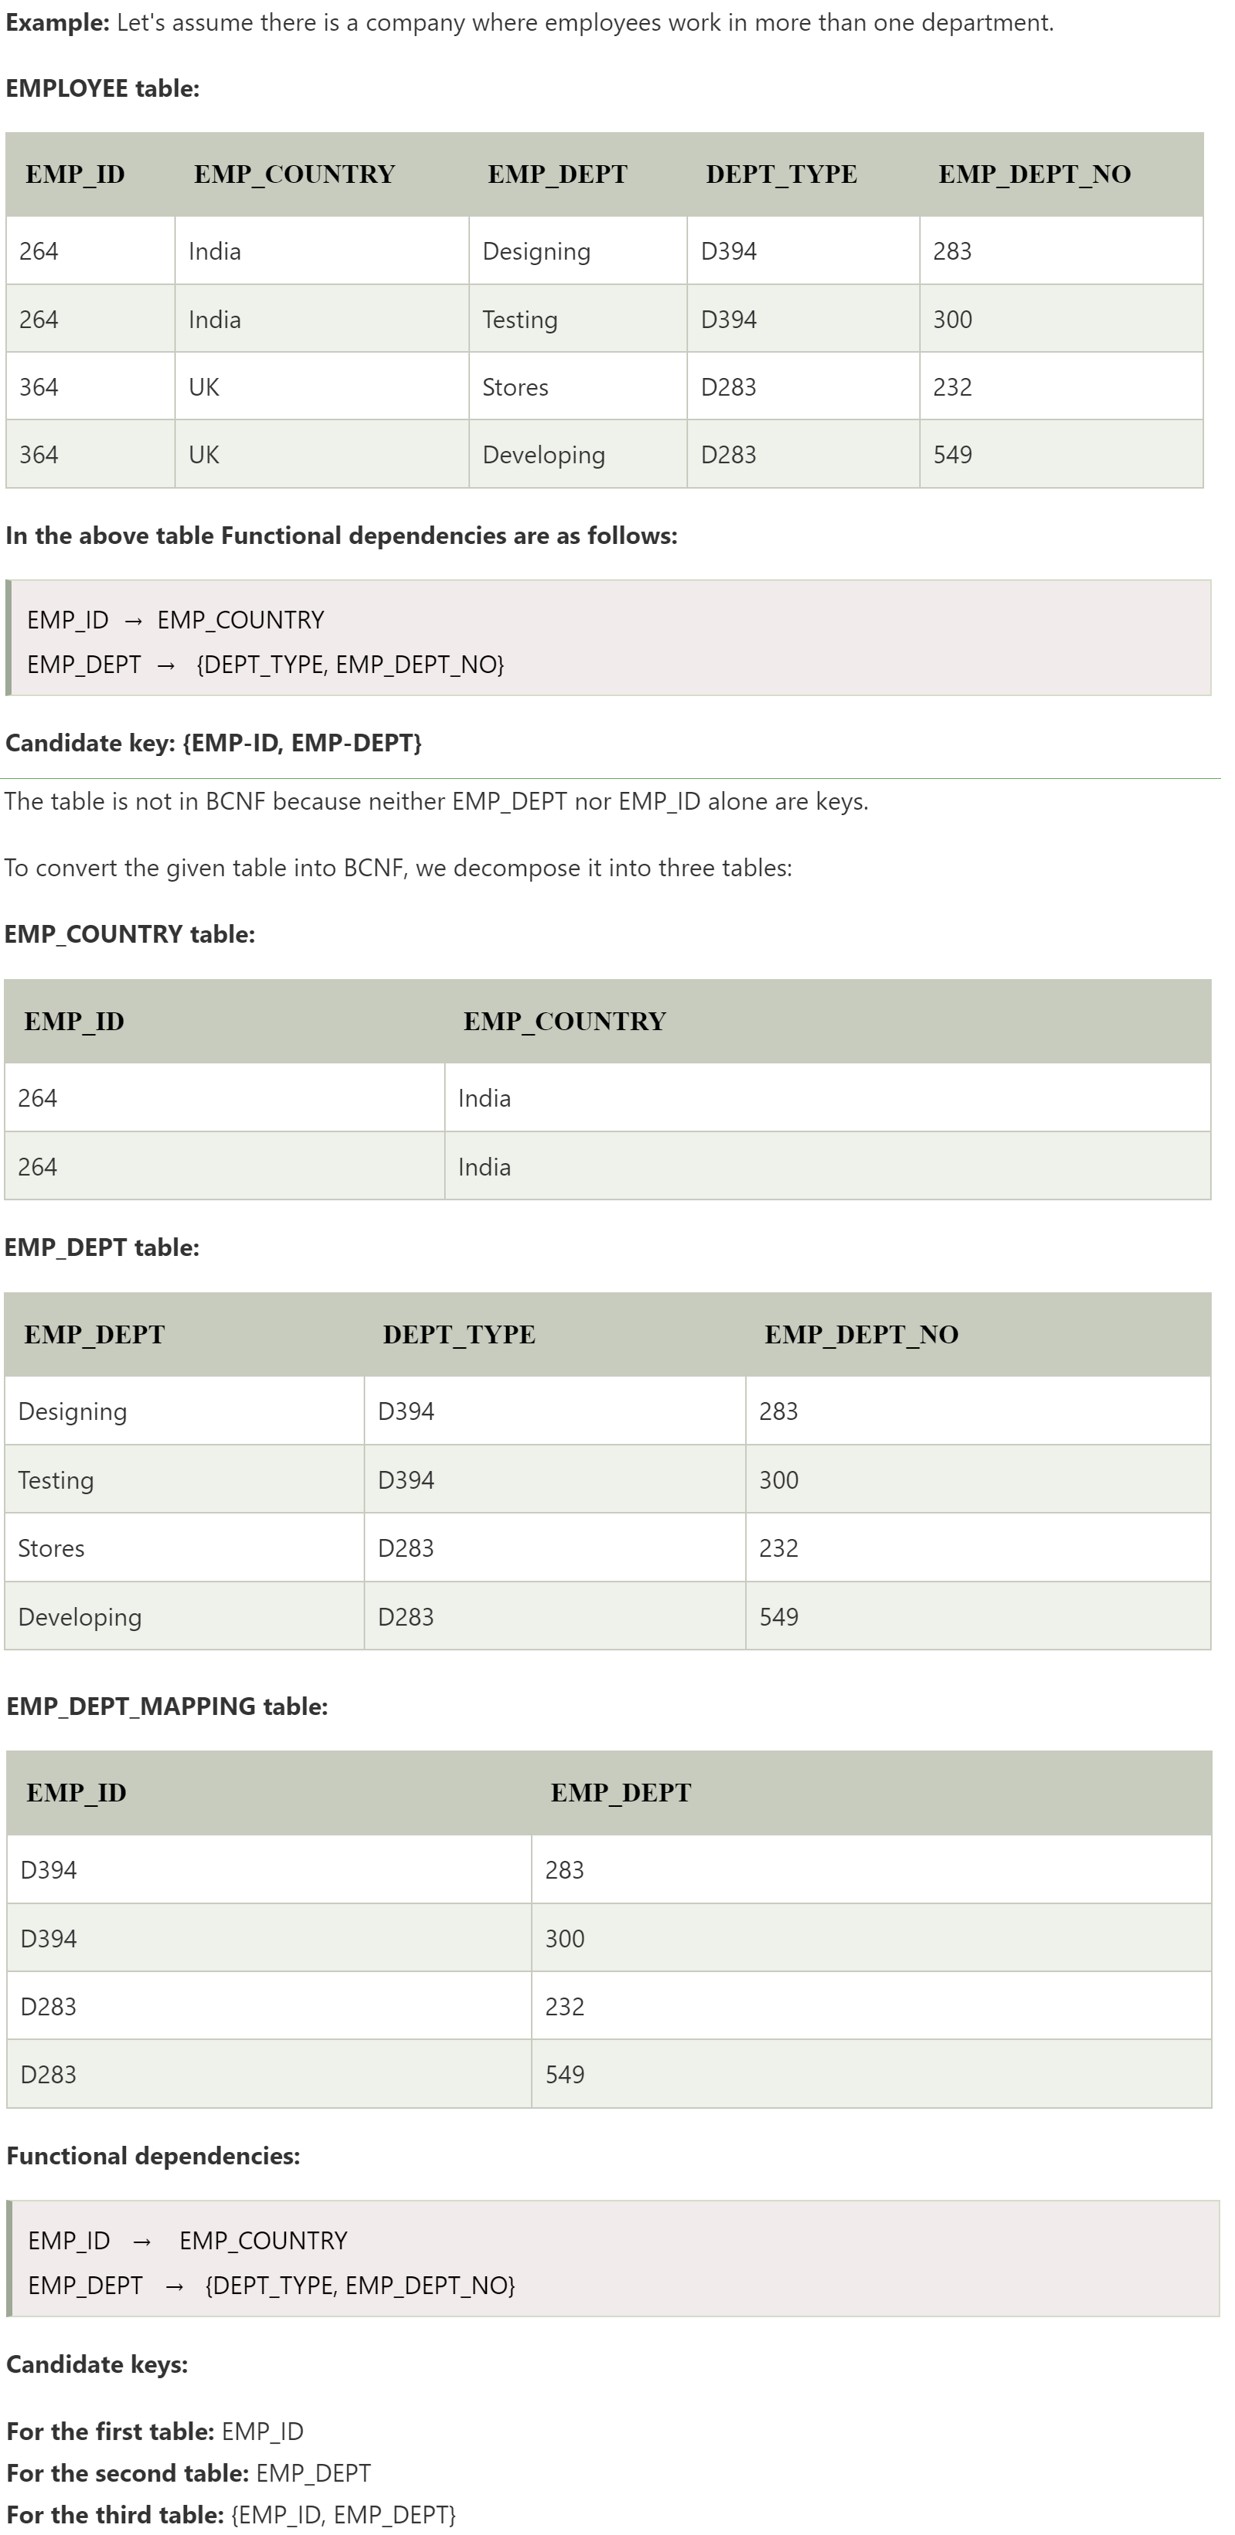 Example: Let's assume there is a company where employees work in more than one department.
EMPLOYEE table:
EMP_ID EMP_COUNTRY EMP_DEPT DEPT_TYPE EMP_DEPT_NO
264 India Designing D394 283
264 India Testing D394 300
364 UK Stores D283 232
364 UK Developing D283 549
In the above table Functional dependencies are as follows:
EMP_ID → EMP_COUNTRY
EMP_DEPT → {DEPT_TYPE, EMP_DEPT_NO}
Candidate key: {EMP-ID, EMP-DEPT}
The table is not in BCNF because neither EMP_DEPT nor EMP_ID alone are keys.
To convert the given table into BCNF, we decompose it into three tables:
EMP_COUNTRY table:
EMP_ID EMP_COUNTRY
264 India
264 India
EMP_DEPT table:
EMP_DEPT DEPT_TYPE EMP_DEPT_NO
Designing D394 283
Testing D394 300
Stores D283 232
Developing D283 549
EMP_DEPT_MAPPING table:
EMP_ID EMP_DEPT
D394 283
D394 300
D283 232
D283 549
Functional dependencies:
EMP_ID → EMP_COUNTRY
EMP_DEPT → {DEPT_TYPE, EMP_DEPT_NO}
Candidate keys:
For the first table: EMP_ID
For the second table: EMP_DEPT
For the third table: {EMP_ID, EMP_DEPT}